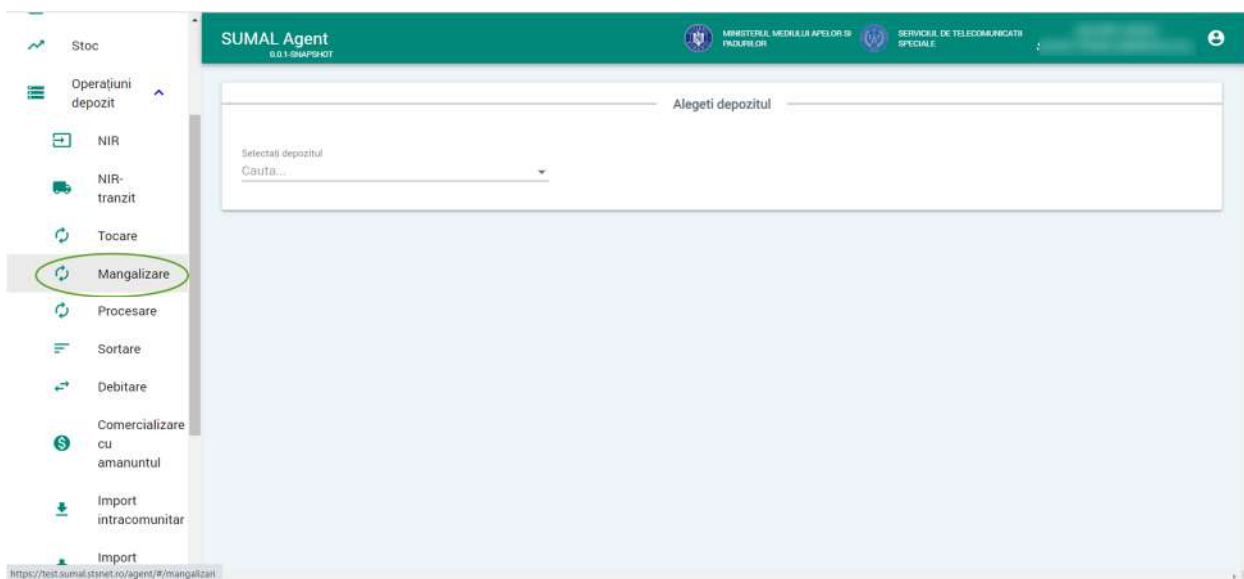 Stoc
Operațiuni
depozit
NIR
NIR-
tranzit
Tocare
Mangalizare
Procesare
Sortare
Debitare
Comercializare
cu
amanuntul
Import
intracomunitar
Import
https://test.sumal.stsnet.ro/agent/#/mangalizari
SUMAL Agent
0.0.1-SNAPSHOT
MINISTERUL MEDIULUI APELOR SI
PADURILOR
SERVICIUL DE TELECOMUNICATII
SPECIALE
Alegeti depozitul
Selectati depozitul
Cauta...